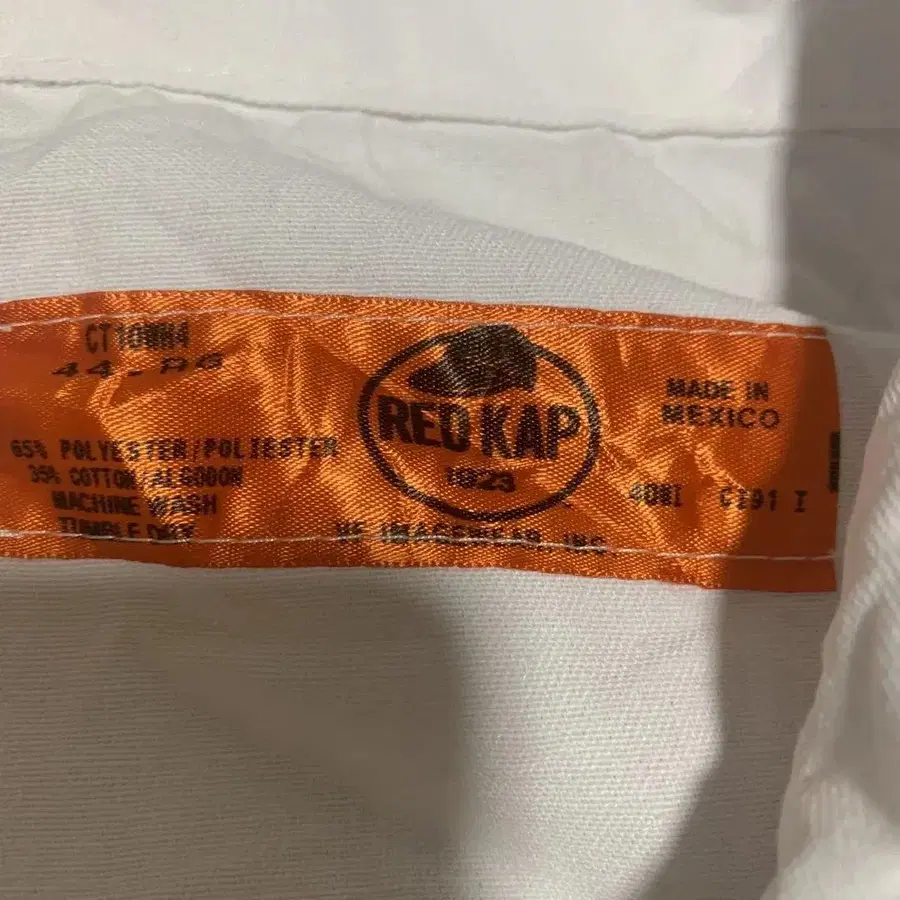 CT10WH4
44-RG
65% POLYESTER/POLIESTER
35% COTTON/ALGODON
MACHINE WASH
TUMBLE DRY
RED KAP
1923
VF IMAGEWEAR, INC
MADE IN
MEXICO
I